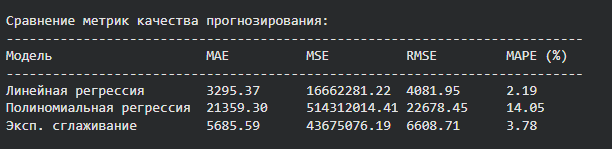 Сравнение метрик качества прогнозирования:
--------------------------------------------------------------------------
Модель MAE MSE RMSE MAPE (%)
--------------------------------------------------------------------------
Линейная регрессия 3295.37 16662281.22 4081.95 2.19
Полиномиальная регрессия 21359.30 514312014.41 22678.45 14.05
Эксп. сглаживание 5685.59 43675076.19 6608.71 3.78